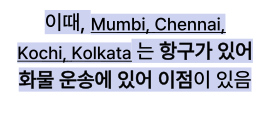 이때, Mumbi, Chennai,
Kochi, Kolkata 는 항구가 있어
화물 운송에 있어 이점이 있음